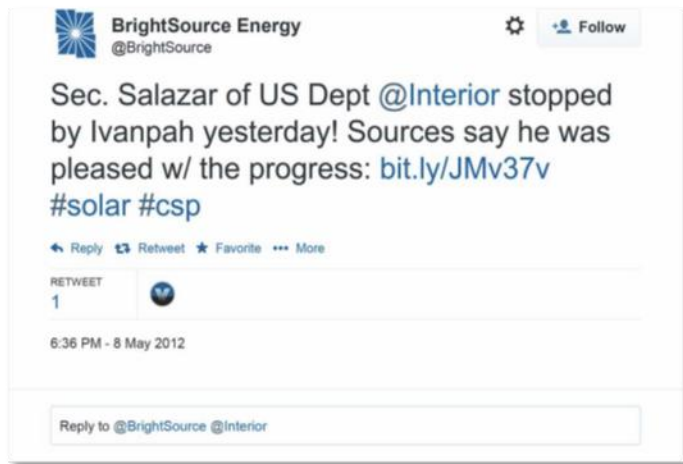 BrightSource Energy
@BrightSource
Follow
Sec. Salazar of US Dept @Interior stopped
by Ivanpah yesterday! Sources say he was
pleased w/ the progress: bit.ly/JMv37v
#solar #csp
Reply Retweet Favorite More
RETWEET
1
6:36 PM - 8 May 2012
Reply to @BrightSource @Interior